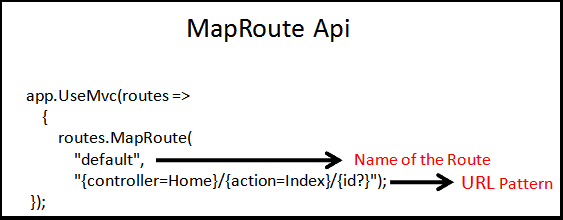 MapRoute Api
app.UseMvc(routes =>
{
routes.MapRoute(
"default", Name of the Route
"{controller=Home}/{action=Index}/{id?}"); URL Pattern
});